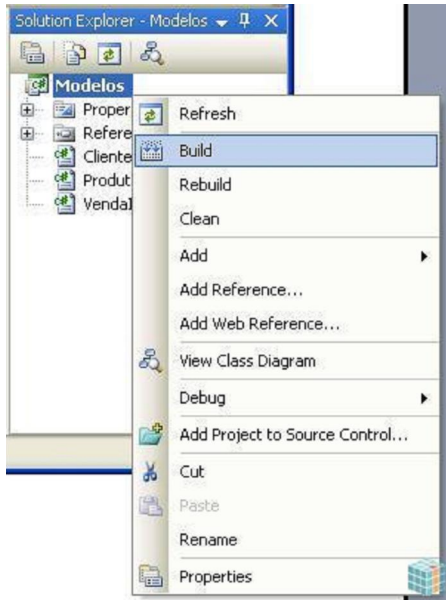 Solution Explorer - Modelos
Modelos
Proper
Refere
Cliente
Produt
Venda
Refresh
Build
Rebuild
Clean
Add
Add Reference...
Add Web Reference...
View Class Diagram
Debug
Add Project to Source Control...
Cut
Paste
Rename
Properties